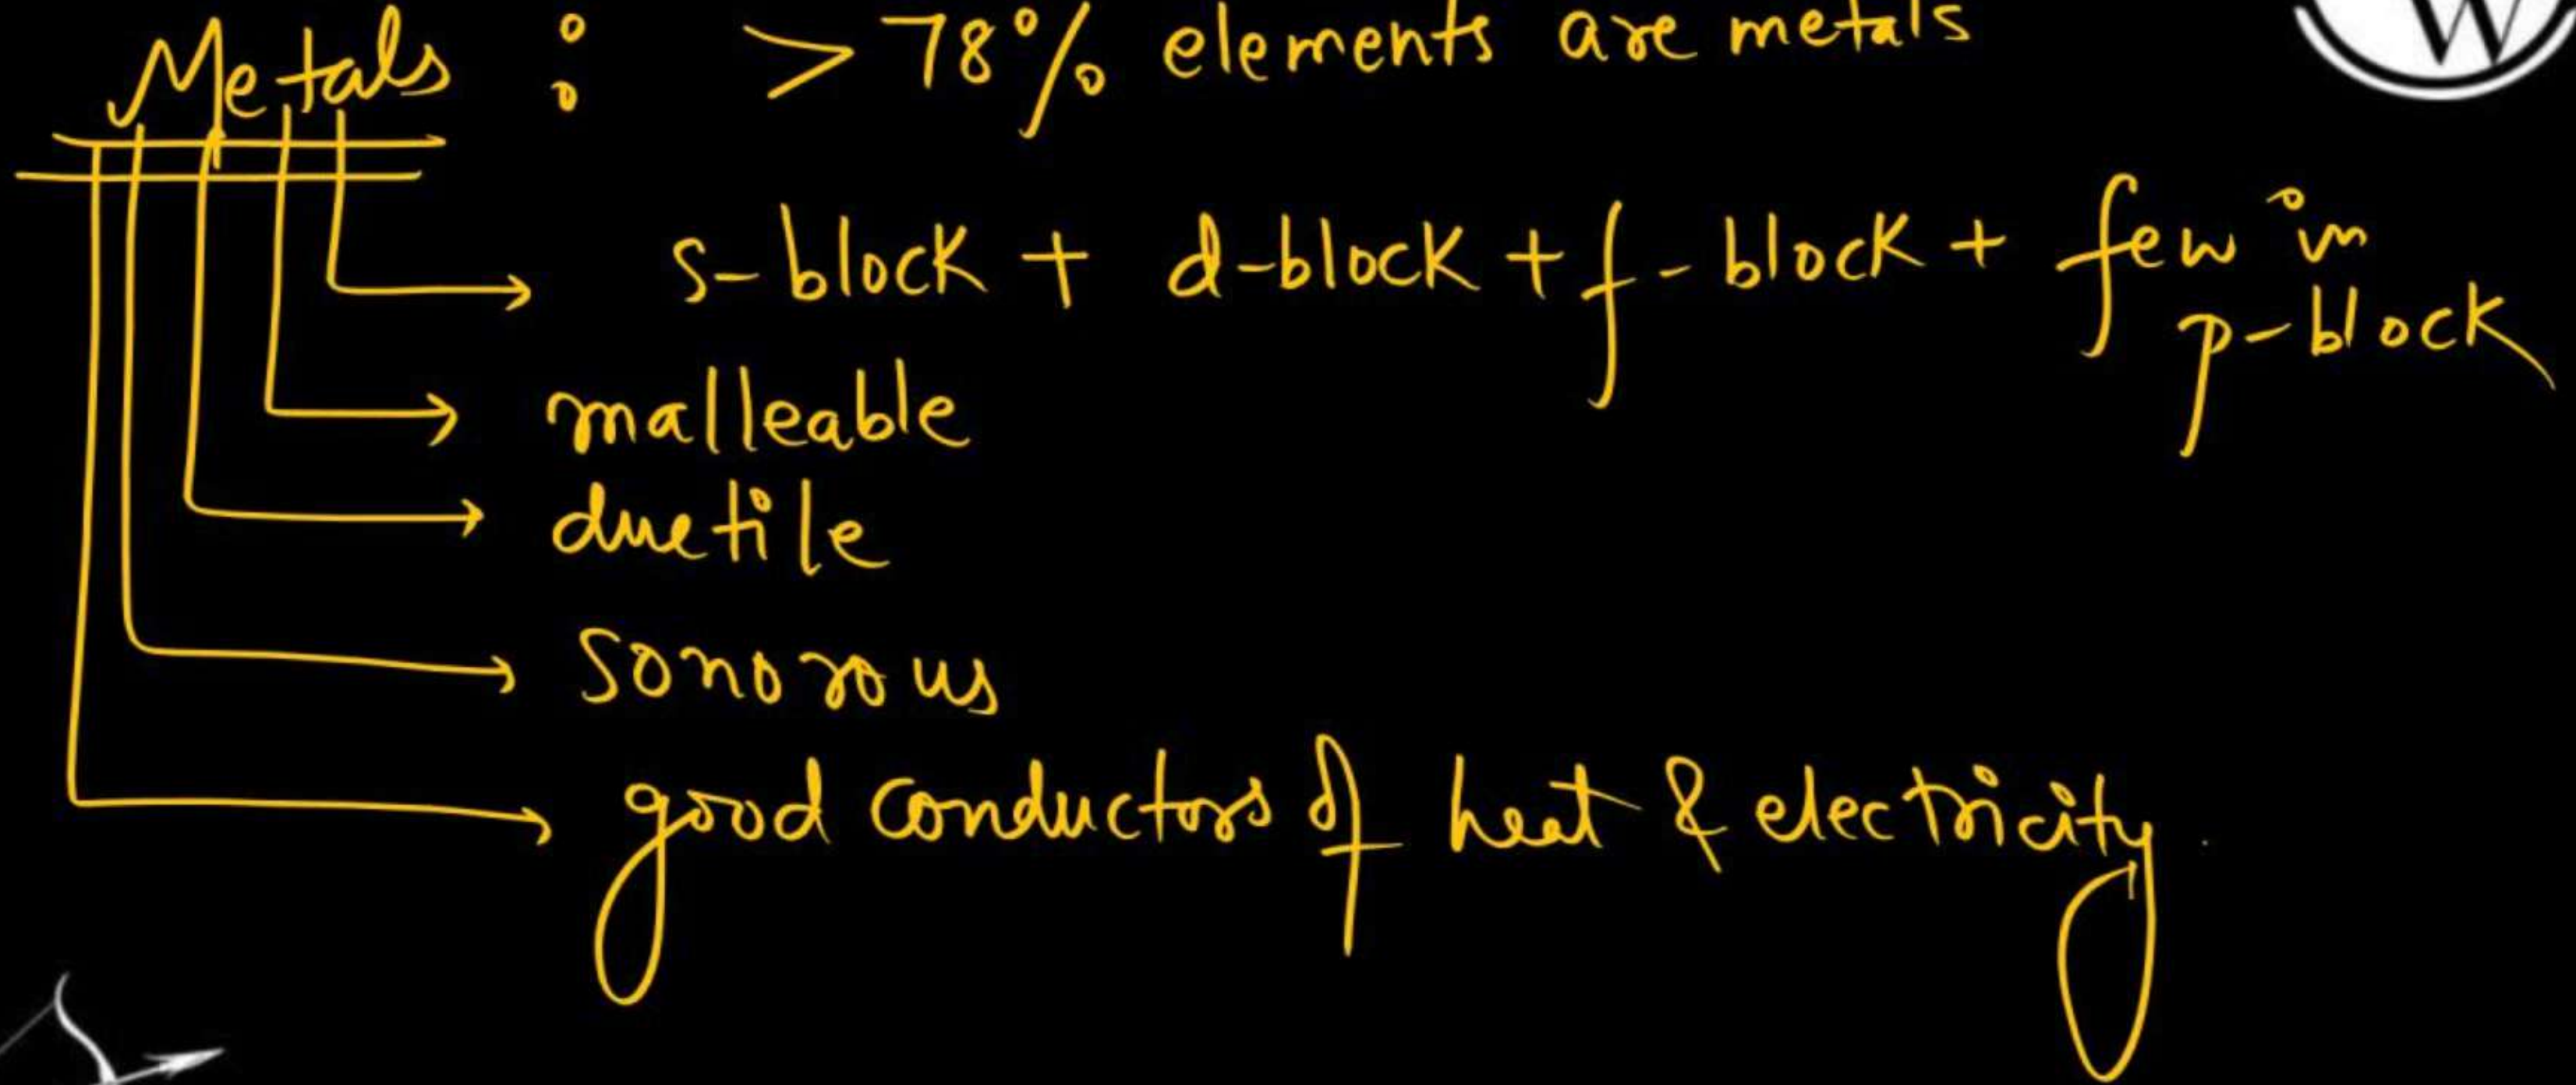 Metals : > 78% elements are metals
s-block + d-block + f-block + few in
p-block
malleable
ductile
sonorous
good conductors of heat & electricity.
W